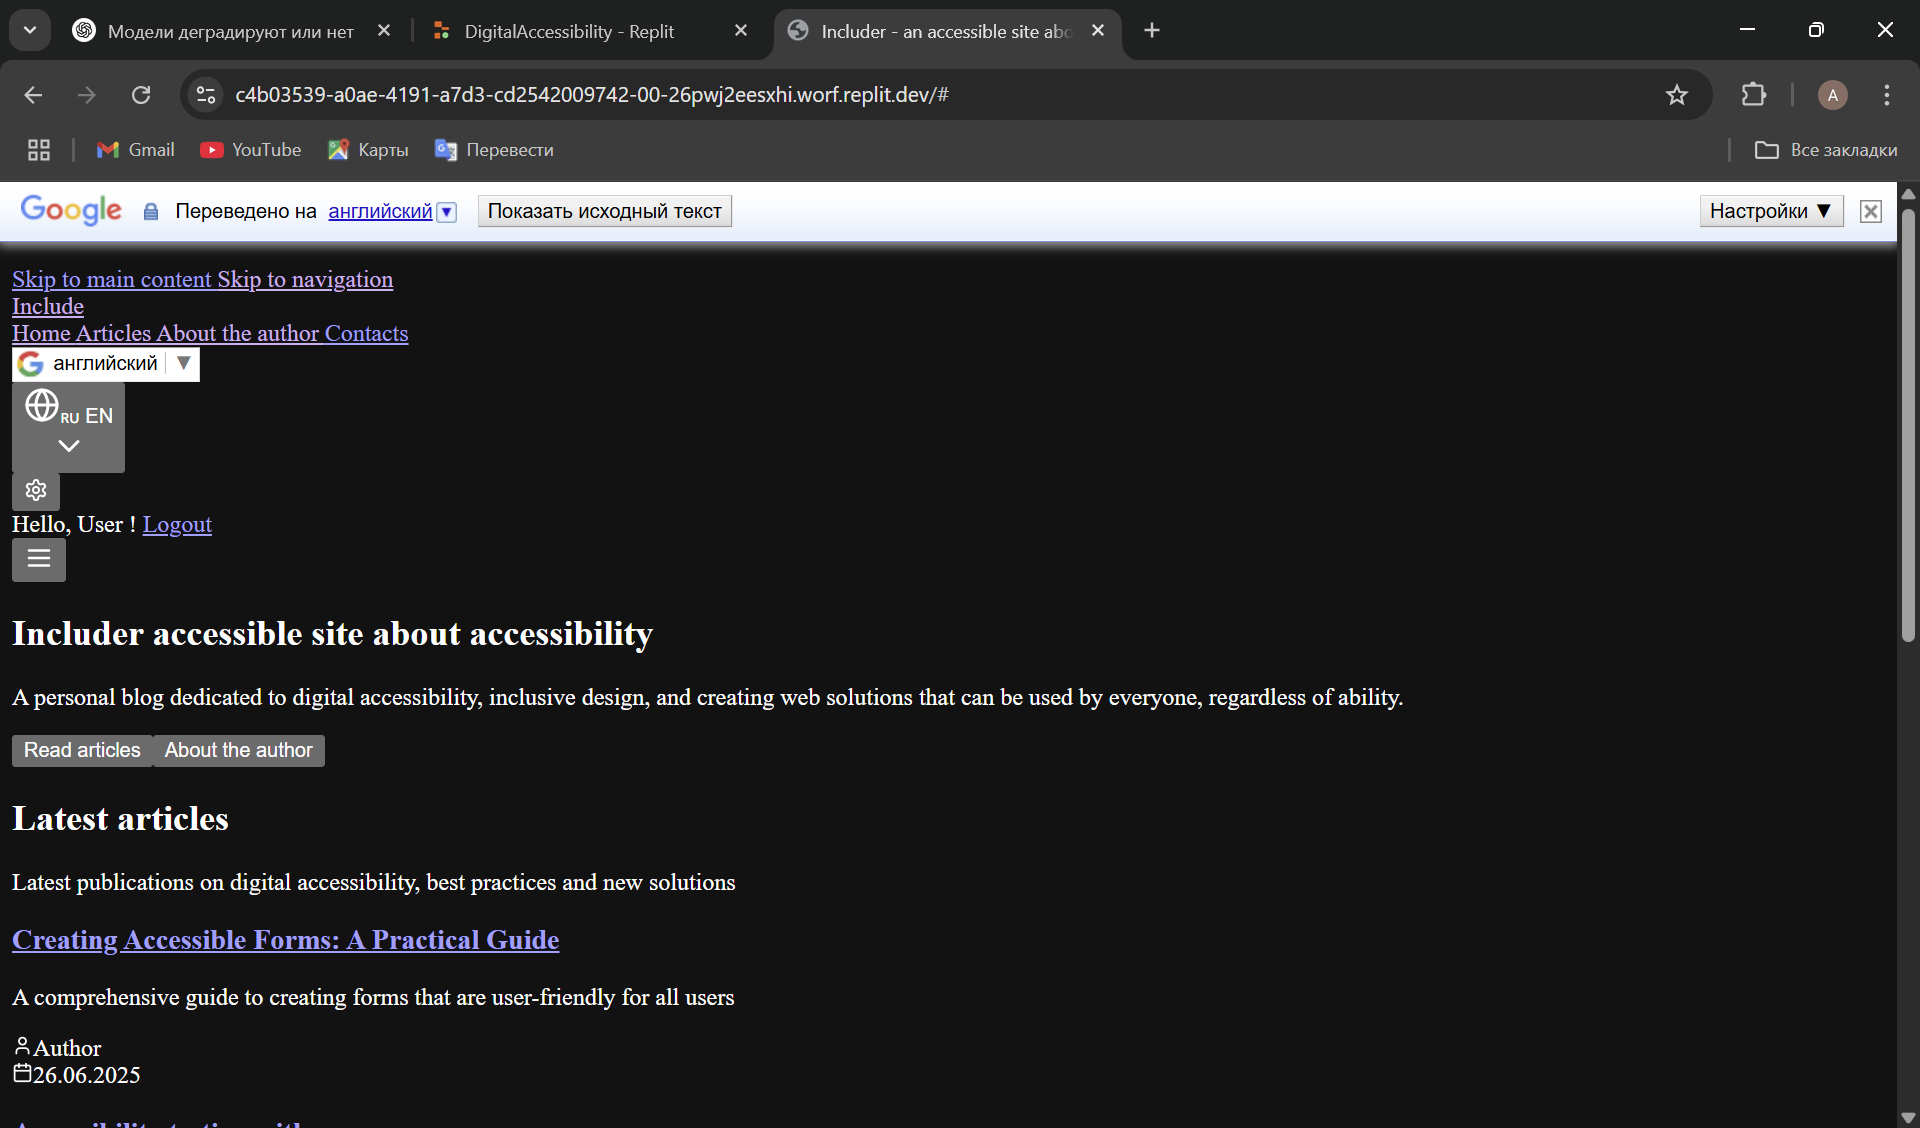 Модели деградируют или нет
DigitalAccessibility - Replit
Includer - an accessible site abo
c4b03539-a0ae-4191-a7d3-cd2542009742-00-26pwj2eesxhi.worf.replit.dev/#
A
Gmail
YouTube
Карты
Перевести
Все закладки
Google Переведено на английский Показать исходный текст Настройки ▼
Skip to main content Skip to navigation
Include
Home Articles About the author Contacts
английский ▼
RU EN
Hello, User ! Logout
Includer accessible site about accessibility
A personal blog dedicated to digital accessibility, inclusive design, and creating web solutions that can be used by everyone, regardless of ability.
Read articles About the author
Latest articles
Latest publications on digital accessibility, best practices and new solutions
Creating Accessible Forms: A Practical Guide
A comprehensive guide to creating forms that are user-friendly for all users
Author
26.06.2025